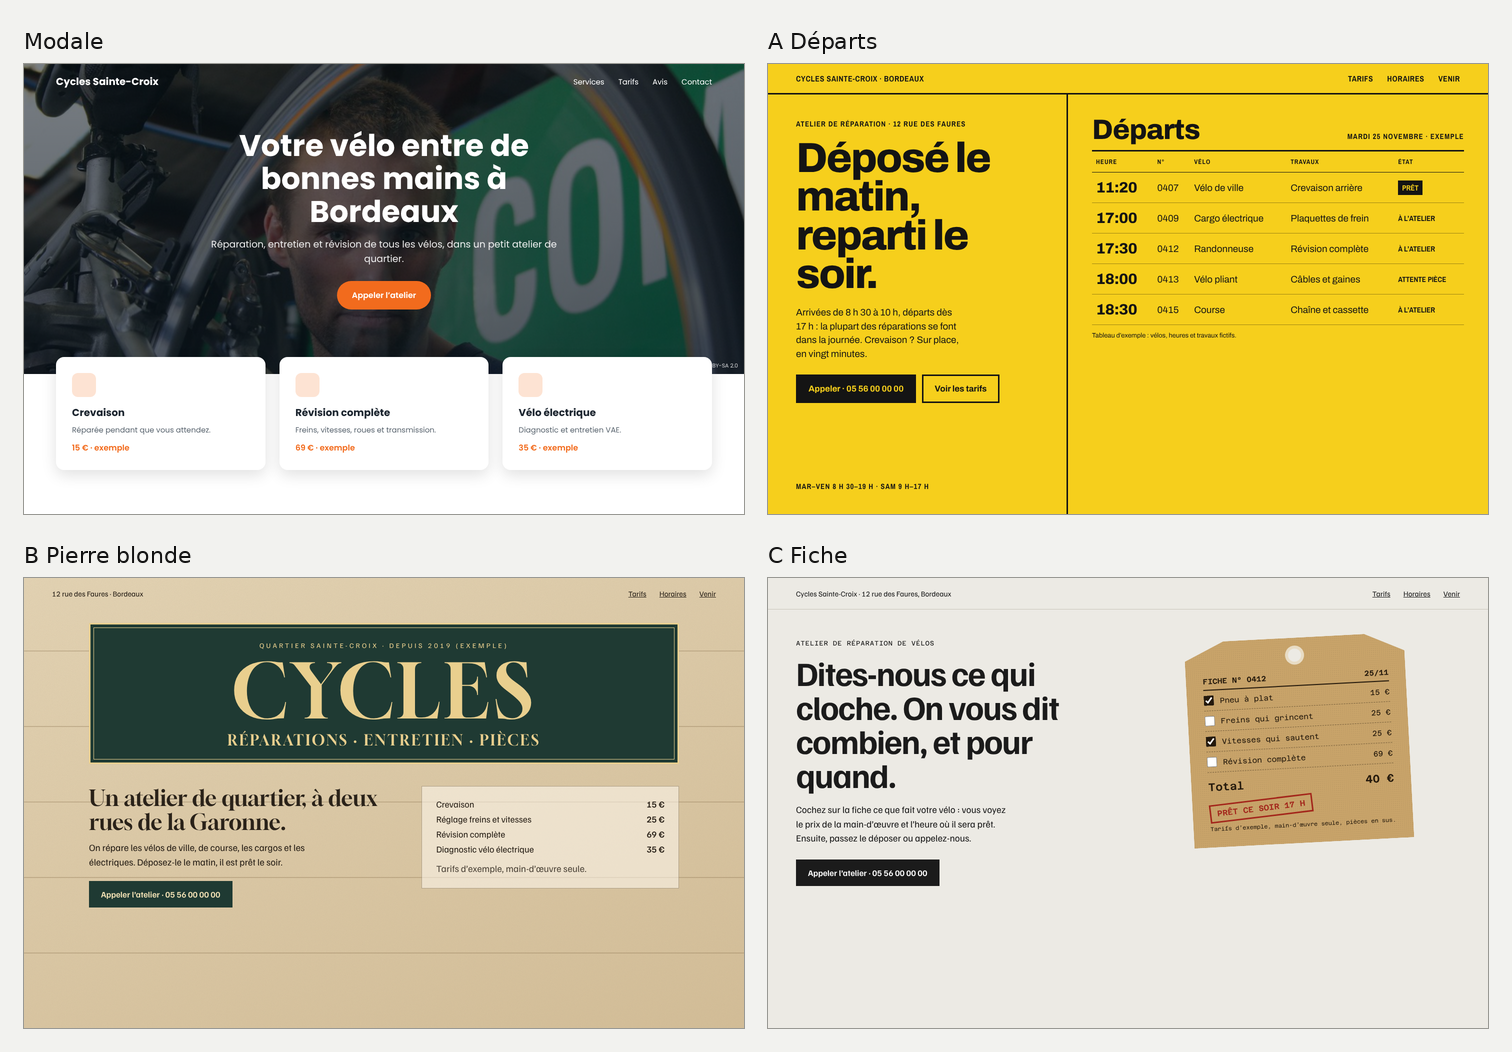 Modale
Cycles Sainte-Croix
Services Tarifs Avis Contact
Votre vélo entre de
bonnes mains à
Bordeaux
Réparation, entretien et révision de tous les vélos, dans un petit atelier de
quartier.
Appeler l'atelier
BY-SA 2.0
Crevaison
Réparée pendant que vous attendez.
15 € · exemple
Révision complète
Freins, vitesses, roues et transmission.
69 € · exemple
Vélo électrique
Diagnostic et entretien VAE.
35 € · exemple
A Départs
CYCLES SAINTE-CROIX · BORDEAUX
TARIFS HORAIRES VENIR
ATELIER DE RÉPARATION · 12 RUE DES FAURES
Déposé le
matin,
reparti le
soir.
Arrivées de 8 h 30 à 10 h, départs dès
17 h : la plupart des réparations se font
dans la journée. Crevaison ? Sur place,
en vingt minutes.
Appeler · 05 56 00 00 00
Voir les tarifs
MAR–VEN 8 H 30–19 H · SAM 9 H–17 H
Départs
MARDI 25 NOVEMBRE · EXEMPLE
HEURE N° VÉLO TRAVAUX ÉTAT
11:20 0407 Vélo de ville Crevaison arrière PRÊT
17:00 0409 Cargo électrique Plaquettes de frein À L'ATELIER
17:30 0412 Randonneuse Révision complète À L'ATELIER
18:00 0413 Vélo pliant Câbles et gaines ATTENTE PIÈCE
18:30 0415 Course Chaîne et cassette À L'ATELIER
Tableau d'exemple : vélos, heures et travaux fictifs.
B Pierre blonde
12 rue des Faures · Bordeaux
Tarifs Horaires Venir
QUARTIER SAINTE-CROIX · DEPUIS 2019 (EXEMPLE)
CYCLES
RÉPARATIONS · ENTRETIEN · PIÈCES
Un atelier de quartier, à deux
rues de la Garonne.
On répare les vélos de ville, de course, les cargos et les
électriques. Déposez-le le matin, il est prêt le soir.
Appeler l'atelier · 05 56 00 00 00
Crevaison 15 €
Réglage freins et vitesses 25 €
Révision complète 69 €
Diagnostic vélo électrique 35 €
Tarifs d'exemple, main-d'œuvre seule.
C Fiche
Cycles Sainte-Croix · 12 rue des Faures, Bordeaux
Tarifs Horaires Venir
ATELIER DE RÉPARATION DE VÉLOS
Dites-nous ce qui
cloche. On vous dit
combien, et pour
quand.
Cochez sur la fiche ce que fait votre vélo : vous voyez
le prix de la main-d'œuvre et l'heure où il sera prêt.
Ensuite, passez le déposer ou appelez-nous.
Appeler l'atelier · 05 56 00 00 00
FICHE N° 0412 25/11
Pneu à plat 15 €
Freins qui grincent 25 €
Vitesses qui sautent 25 €
Révision complète 69 €
Total 40 €
PRÊT CE SOIR 17 H
Tarifs d'exemple, main-d'œuvre seule, pièces en sus.